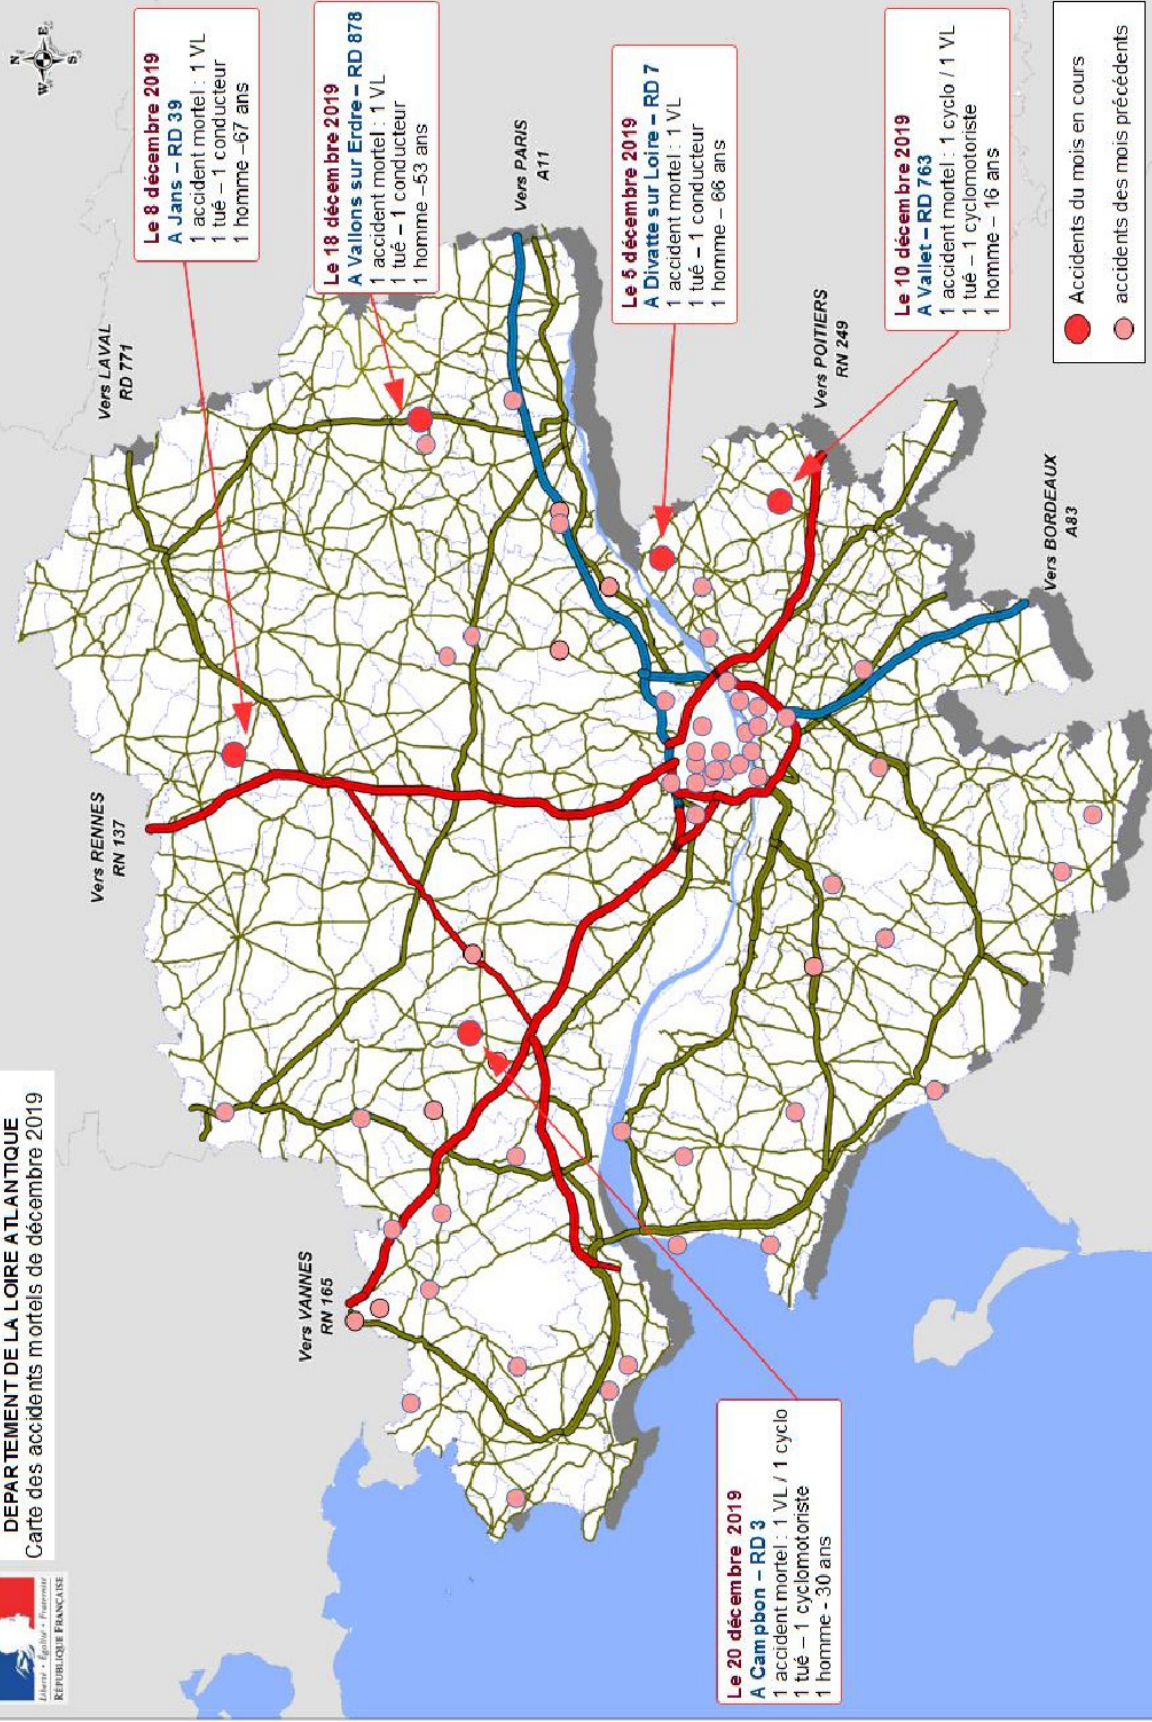 Liberté • Égalité • Fraternité
RÉPUBLIQUE FRANÇAISE
DEPARTEMENT DE LA LOIRE ATLANTIQUE
Carte des accidents mortels de décembre 2019
N
W
E
S
Vers LAVAL
RD 771
Le 8 décembre 2019
A Jans – RD 39
1 accident mortel : 1 VL
1 tué – 1 conducteur
1 homme –67 ans
Vers RENNES
RN 137
Le 18 décembre 2019
A Vallons sur Erdre – RD 878
1 accident mortel : 1 VL
1 tué – 1 conducteur
1 homme –53 ans
Vers VANNES
RN 165
Vers PARIS
A11
Le 5 décembre 2019
A Divatte sur Loire – RD 7
1 accident mortel : 1 VL
1 tué – 1 conducteur
1 homme – 66 ans
Le 20 décembre 2019
A Campbon – RD 3
1 accident mortel : 1 VL / 1 cyclo
1 tué – 1 cyclomotoriste
1 homme - 30 ans
Vers POITIERS
RN 249
Le 10 décembre 2019
A Vallet – RD 763
1 accident mortel : 1 cyclo / 1 VL
1 tué – 1 cyclomotoriste
1 homme – 16 ans
Vers BORDEAUX
A83
Accidents du mois en cours
accidents des mois précédents